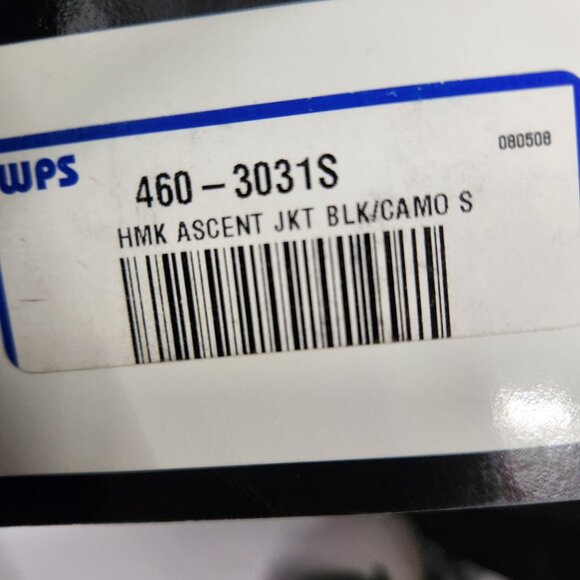 WPS
080508
460-3031S
HMK ASCENT JKT BLK/CAMO S